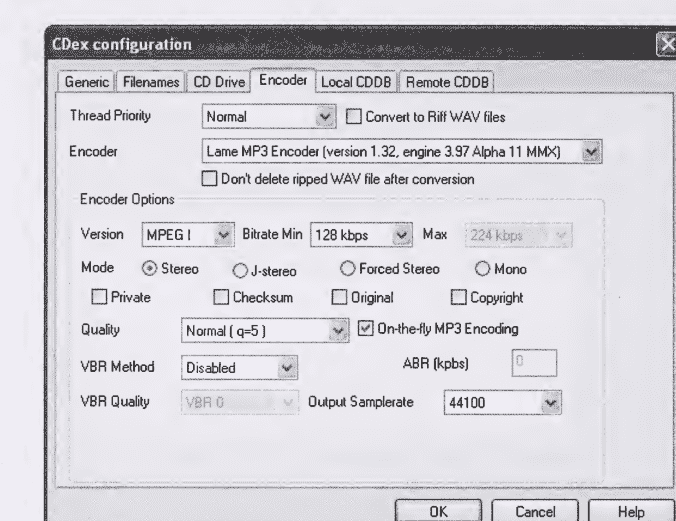 CDex configuration
Generic Filenames CD Drive Encoder Local CDDB Remote CDDB
Thread Priority Normal Convert to Riff WAV files
Encoder Lame MP3 Encoder (version 1.32, engine 3.97 Alpha 11 MMX)
Don't delete ripped WAV file after conversion
Encoder Options
Version MPEG I Bitrate Min 128 kbps Max 224 kbps
Mode Stereo J-stereo Forced Stereo Mono
Private Checksum Original Copyright
Quality Normal ( q=5 ) On-the-fly MP3 Encoding
VBR Method Disabled ABR (kpbs) 0
VBR Quality VBR 0 Output Samplerate 44100
OK Cancel Help